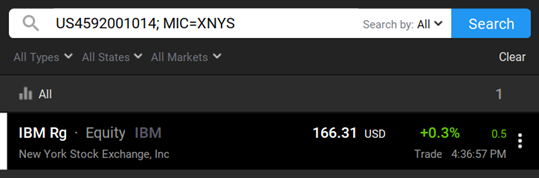 US4592001014; MIC=XNYS Search by: All Search
All Types All States All Markets Clear
All 1
IBM Rg · Equity IBM 166.31 USD +0.3% 0.5
New York Stock Exchange, Inc Trade 4:36:57 PM